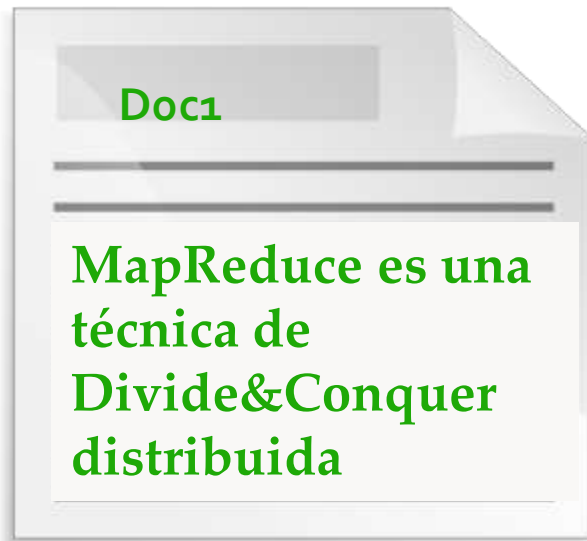 Doc1
MapReduce es una
técnica de
Divide&Conquer
distribuida